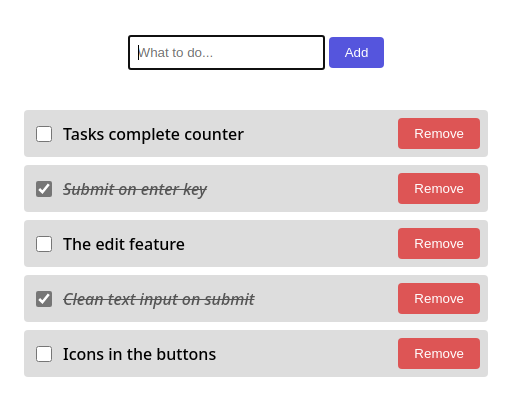 What to do... Add
Tasks complete counter Remove
Submit on enter key Remove
The edit feature Remove
Clean text input on submit Remove
Icons in the buttons Remove